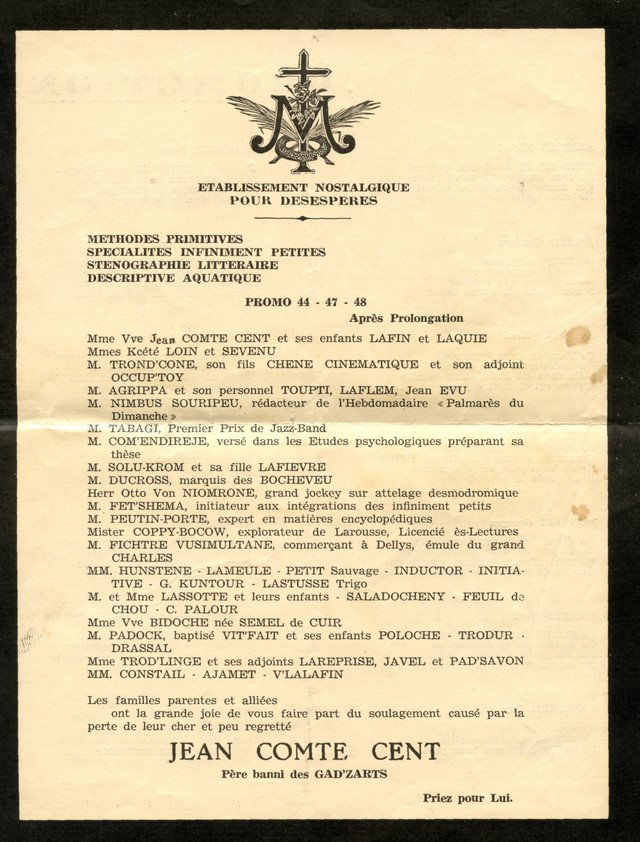 ETABLISSEMENT NOSTALGIQUE
POUR DESESPERES
METHODES PRIMITIVES
SPECIALITES INFINIMENT PETITES
STENOGRAPHIE LITTERAIRE
DESCRIPTIVE AQUATIQUE
PROMO 44 - 47 - 48
Après Prolongation
Mme Vve Jean COMTE CENT et ses enfants LAFIN et LAQUIE
Mmes Kcété LOIN et SEVENU
M. TROND'CONE, son fils CHENE CINEMATIQUE et son adjoint
OCCUP'TOY
M. AGRIPPA et son personnel TOUPTI, LAFLEM, Jean EVU
M. NIMBUS SOURIPEU, rédacteur de l'Hebdomadaire « Palmarès du
Dimanche »
M. TABAGI, Premier Prix de Jazz-Band
M. COM'ENDIREJE, versé dans les Etudes psychologiques préparant sa
thèse
M. SOLU-KROM et sa fille LAFIEVRE
M. DUCROSS, marquis des BOCHEVEU
Herr Otto Von NIOMRONE, grand jockey sur attelage desmodromique
M. FET'SHEMA, initiateur aux intégrations des infiniment petits
M. PEUTIN-PORTE, expert en matières encyclopédiques
Mister COPPY-BOCOW, explorateur de Larousse, Licencié ès-Lectures
M. FICHTRE VUSIMULTANE, commerçant à Dellys, émule du grand
CHARLES
MM. HUNSTENE - LAMEULE - PETIT Sauvage - INDUCTOR - INITIA-
TIVE - G. KUNTOUR - LASTUSSE Trigo
M. et Mme LASSOTTE et leurs enfants - SALADOCHENY - FEUIL de
CHOU - C. PALOUR
Mme Vve BIDOCHE née SEMEL de CUIR
M. PADOCK, baptisé VIT'FAIT et ses enfants POLOCHE - TRODUR -
DRASSAL
Mme TROD'LINGE et ses adjoints LAREPRISE, JAVEL et PAD'SAVON
MM. CONSTAIL - AJAMET - V'LALAFIN
Les familles parentes et alliées
ont la grande joie de vous faire part du soulagement causé par la
perte de leur cher et peu regretté
JEAN COMTE CENT
Père banni des GAD'ZARTS
Priez pour Lui.